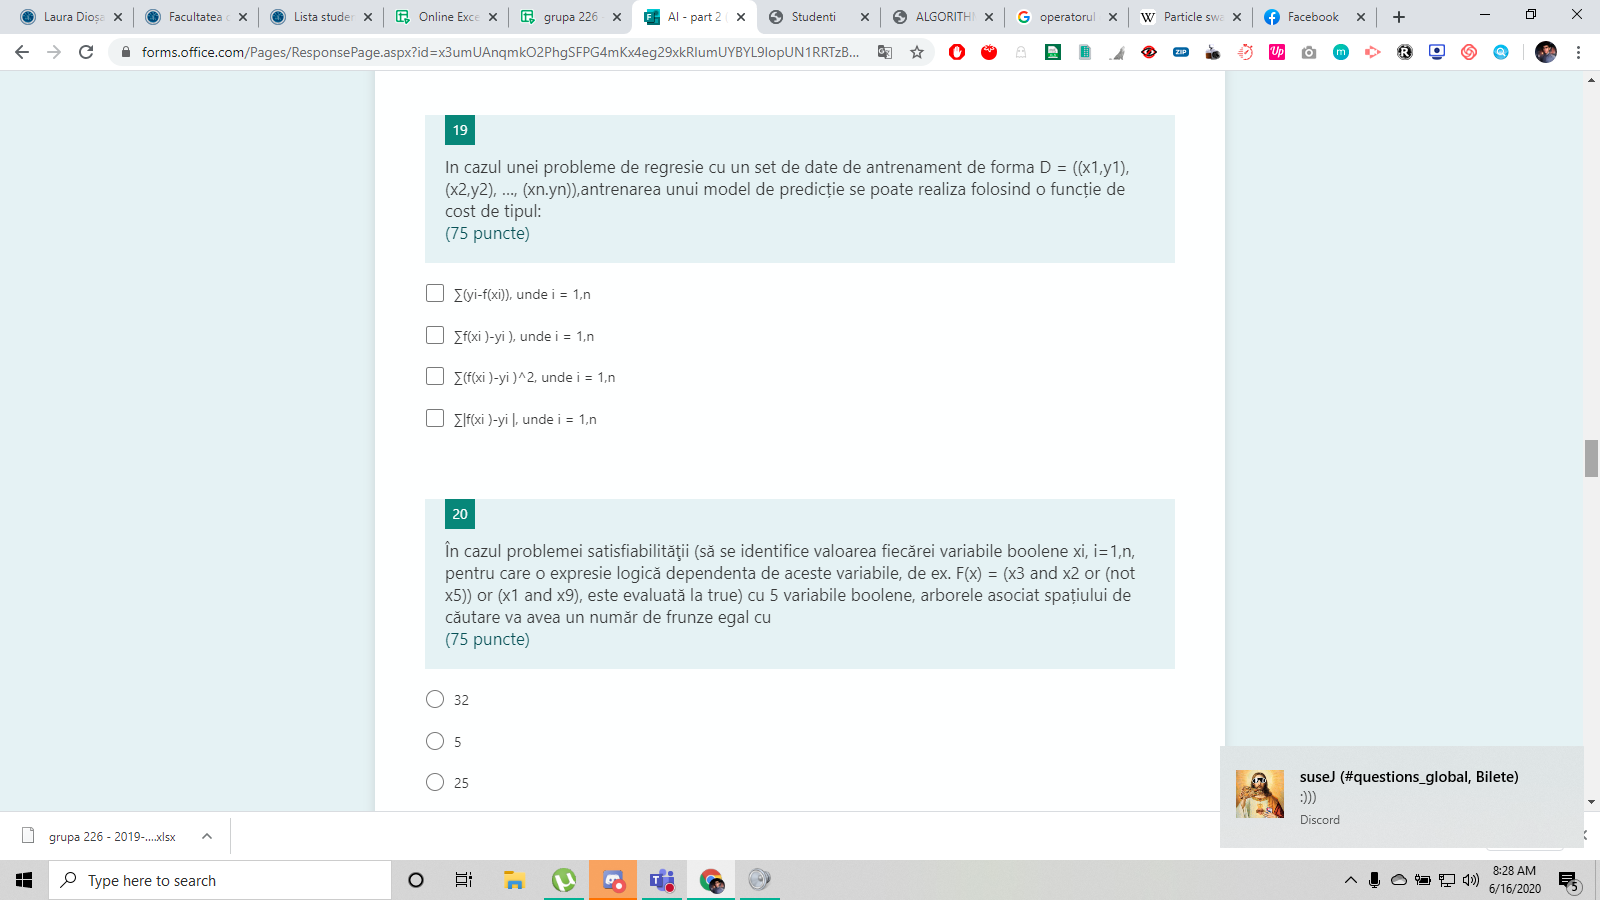 Laura Dioșa
Facultatea c
Lista studen
Online Exce
grupa 226 -
AI - part 2 (
Studenti
ALGORITHM
operatorul
Particle swa
Facebook
forms.office.com/Pages/ResponsePage.aspx?id=x3umUAnqmkO2PhgSFPG4mKx4eg29xkRIumUYBYL9IopUN1RRTzB...
19
In cazul unei probleme de regresie cu un set de date de antrenament de forma D = ((x1,y1),
(x2,y2), ..., (xn.yn)),antrenarea unui model de predicție se poate realiza folosind o funcție de
cost de tipul:
(75 puncte)
∑(yi-f(xi)), unde i = 1,n
∑f(xi )-yi ), unde i = 1,n
∑(f(xi )-yi )^2, unde i = 1,n
∑|f(xi )-yi |, unde i = 1,n
20
În cazul problemei satisfiabilităţii (să se identifice valoarea fiecărei variabile boolene xi, i=1,n,
pentru care o expresie logică dependenta de aceste variabile, de ex. F(x) = (x3 and x2 or (not
x5)) or (x1 and x9), este evaluată la true) cu 5 variabile boolene, arborele asociat spațiului de
căutare va avea un număr de frunze egal cu
(75 puncte)
32
5
25
suseJ (#questions_global, Bilete)
:)))
Discord
grupa 226 - 2019-....xlsx
Type here to search
8:28 AM
6/16/2020
5